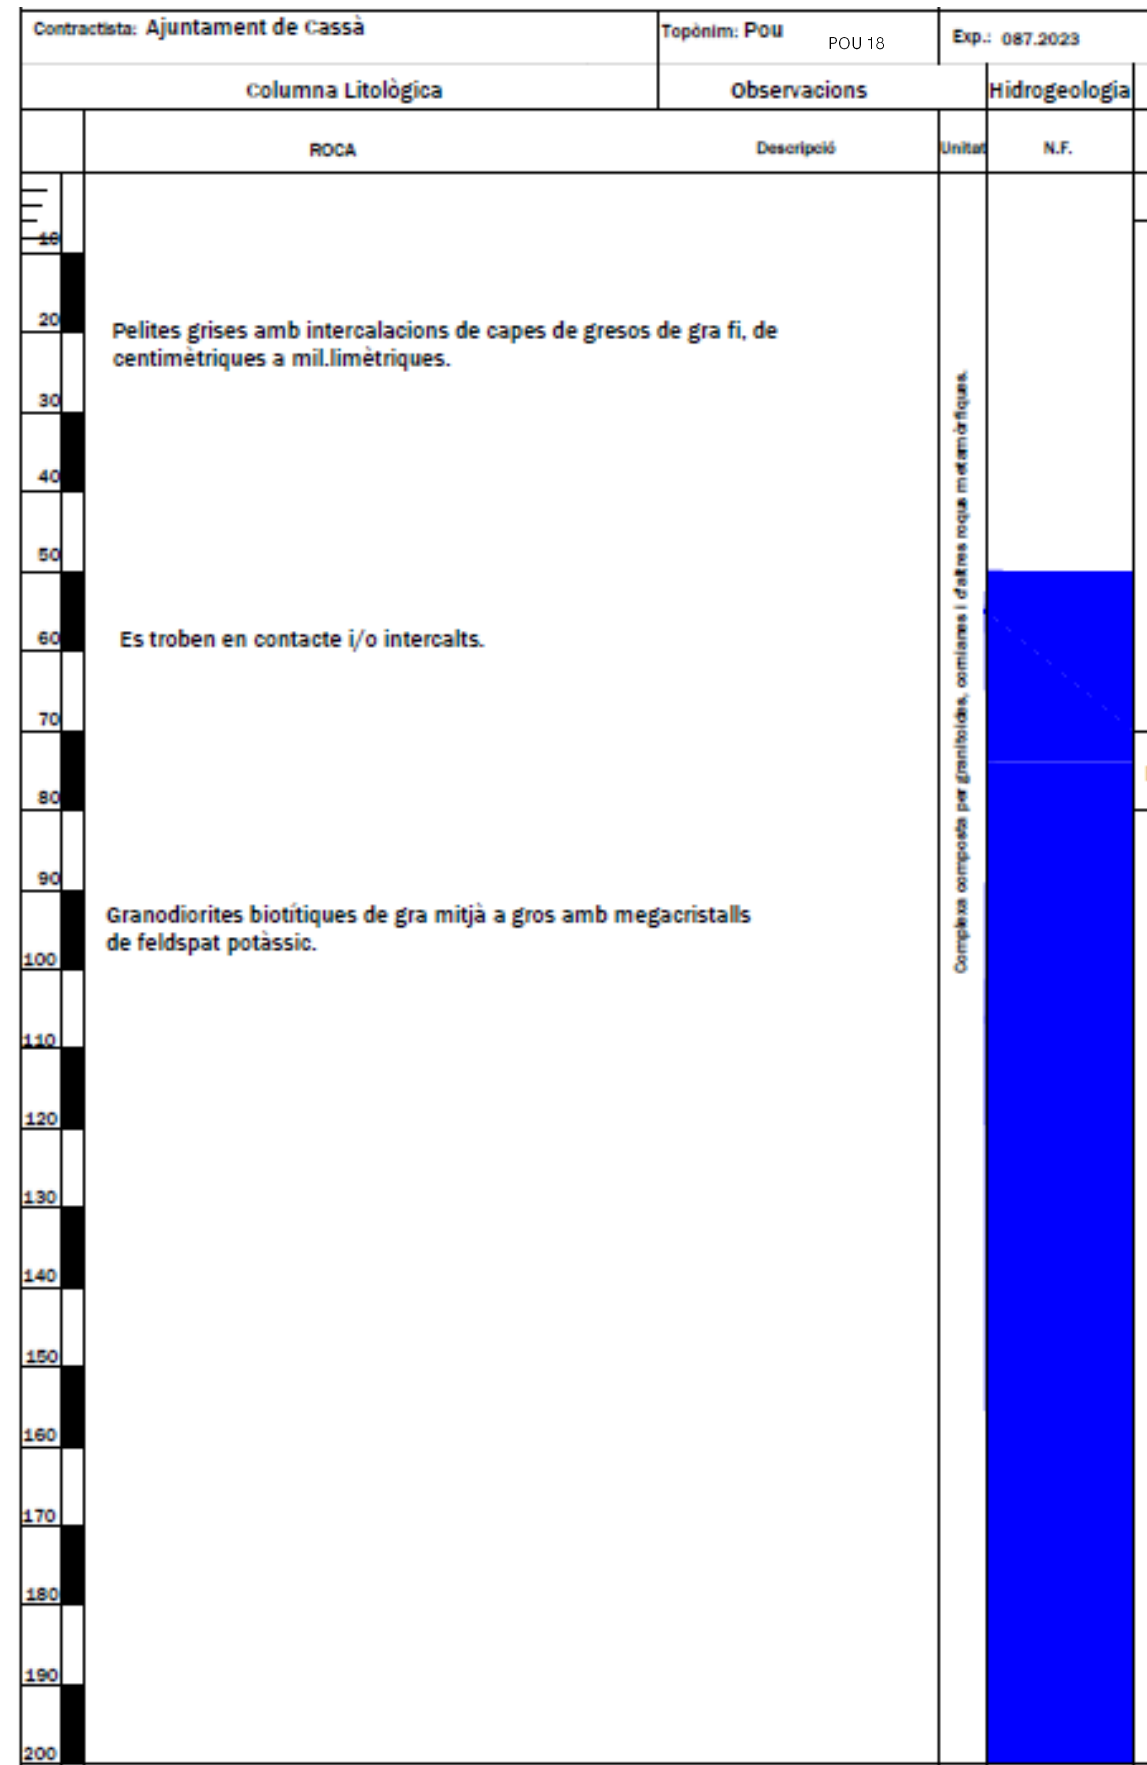 Contractista: Ajuntament de Cassà
Topònim: Pou
POU 18
Exp.: 087.2023
Columna Litològica
Observacions
Hidrogeologia
ROCA
Descripció
Unitat
N.F.
10
20
Pelites grises amb intercalacions de capes de gresos de gra fi, de
centimètriques a mil.limètriques.
30
40
50
60
Es troben en contacte i/o intercalts.
70
80
90
Granodiorites biotítiques de gra mitjà a gros amb megacristalls
de feldspat potàssic.
100
110
120
130
140
150
160
170
180
190
200
Complexa composta per granitoides, cornianes i d'altres roques metamòrfiques.